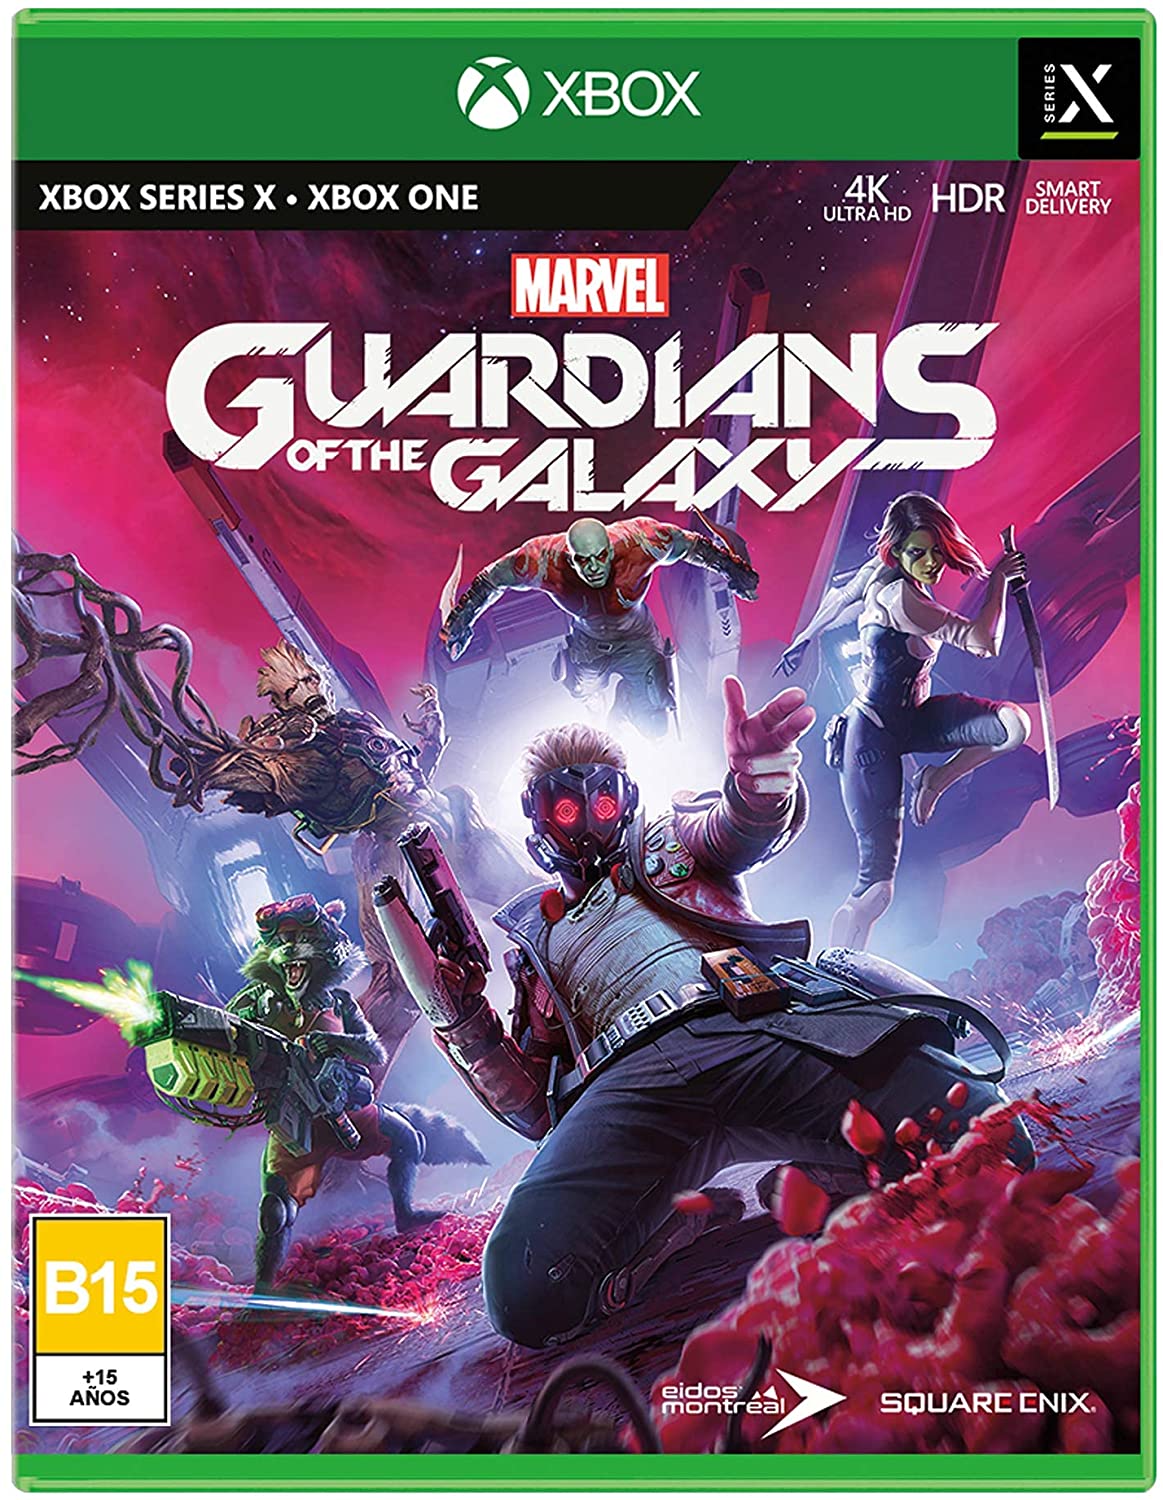 XBOX
SERIES X
XBOX SERIES X • XBOX ONE
4K
ULTRA HD
HDR
SMART
DELIVERY
MARVEL
GUARDIANS
OF THE
GALAXY
B15
+15
AÑOS
eidos
montréal
SQUARE ENIX®